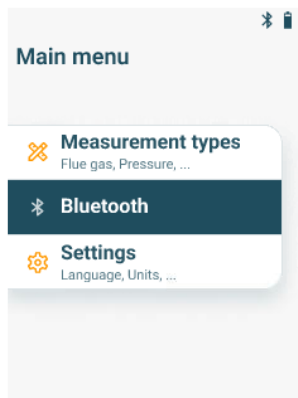 Main menu
Measurement types
Flue gas, Pressure, ...
Bluetooth
Settings
Language, Units, ...